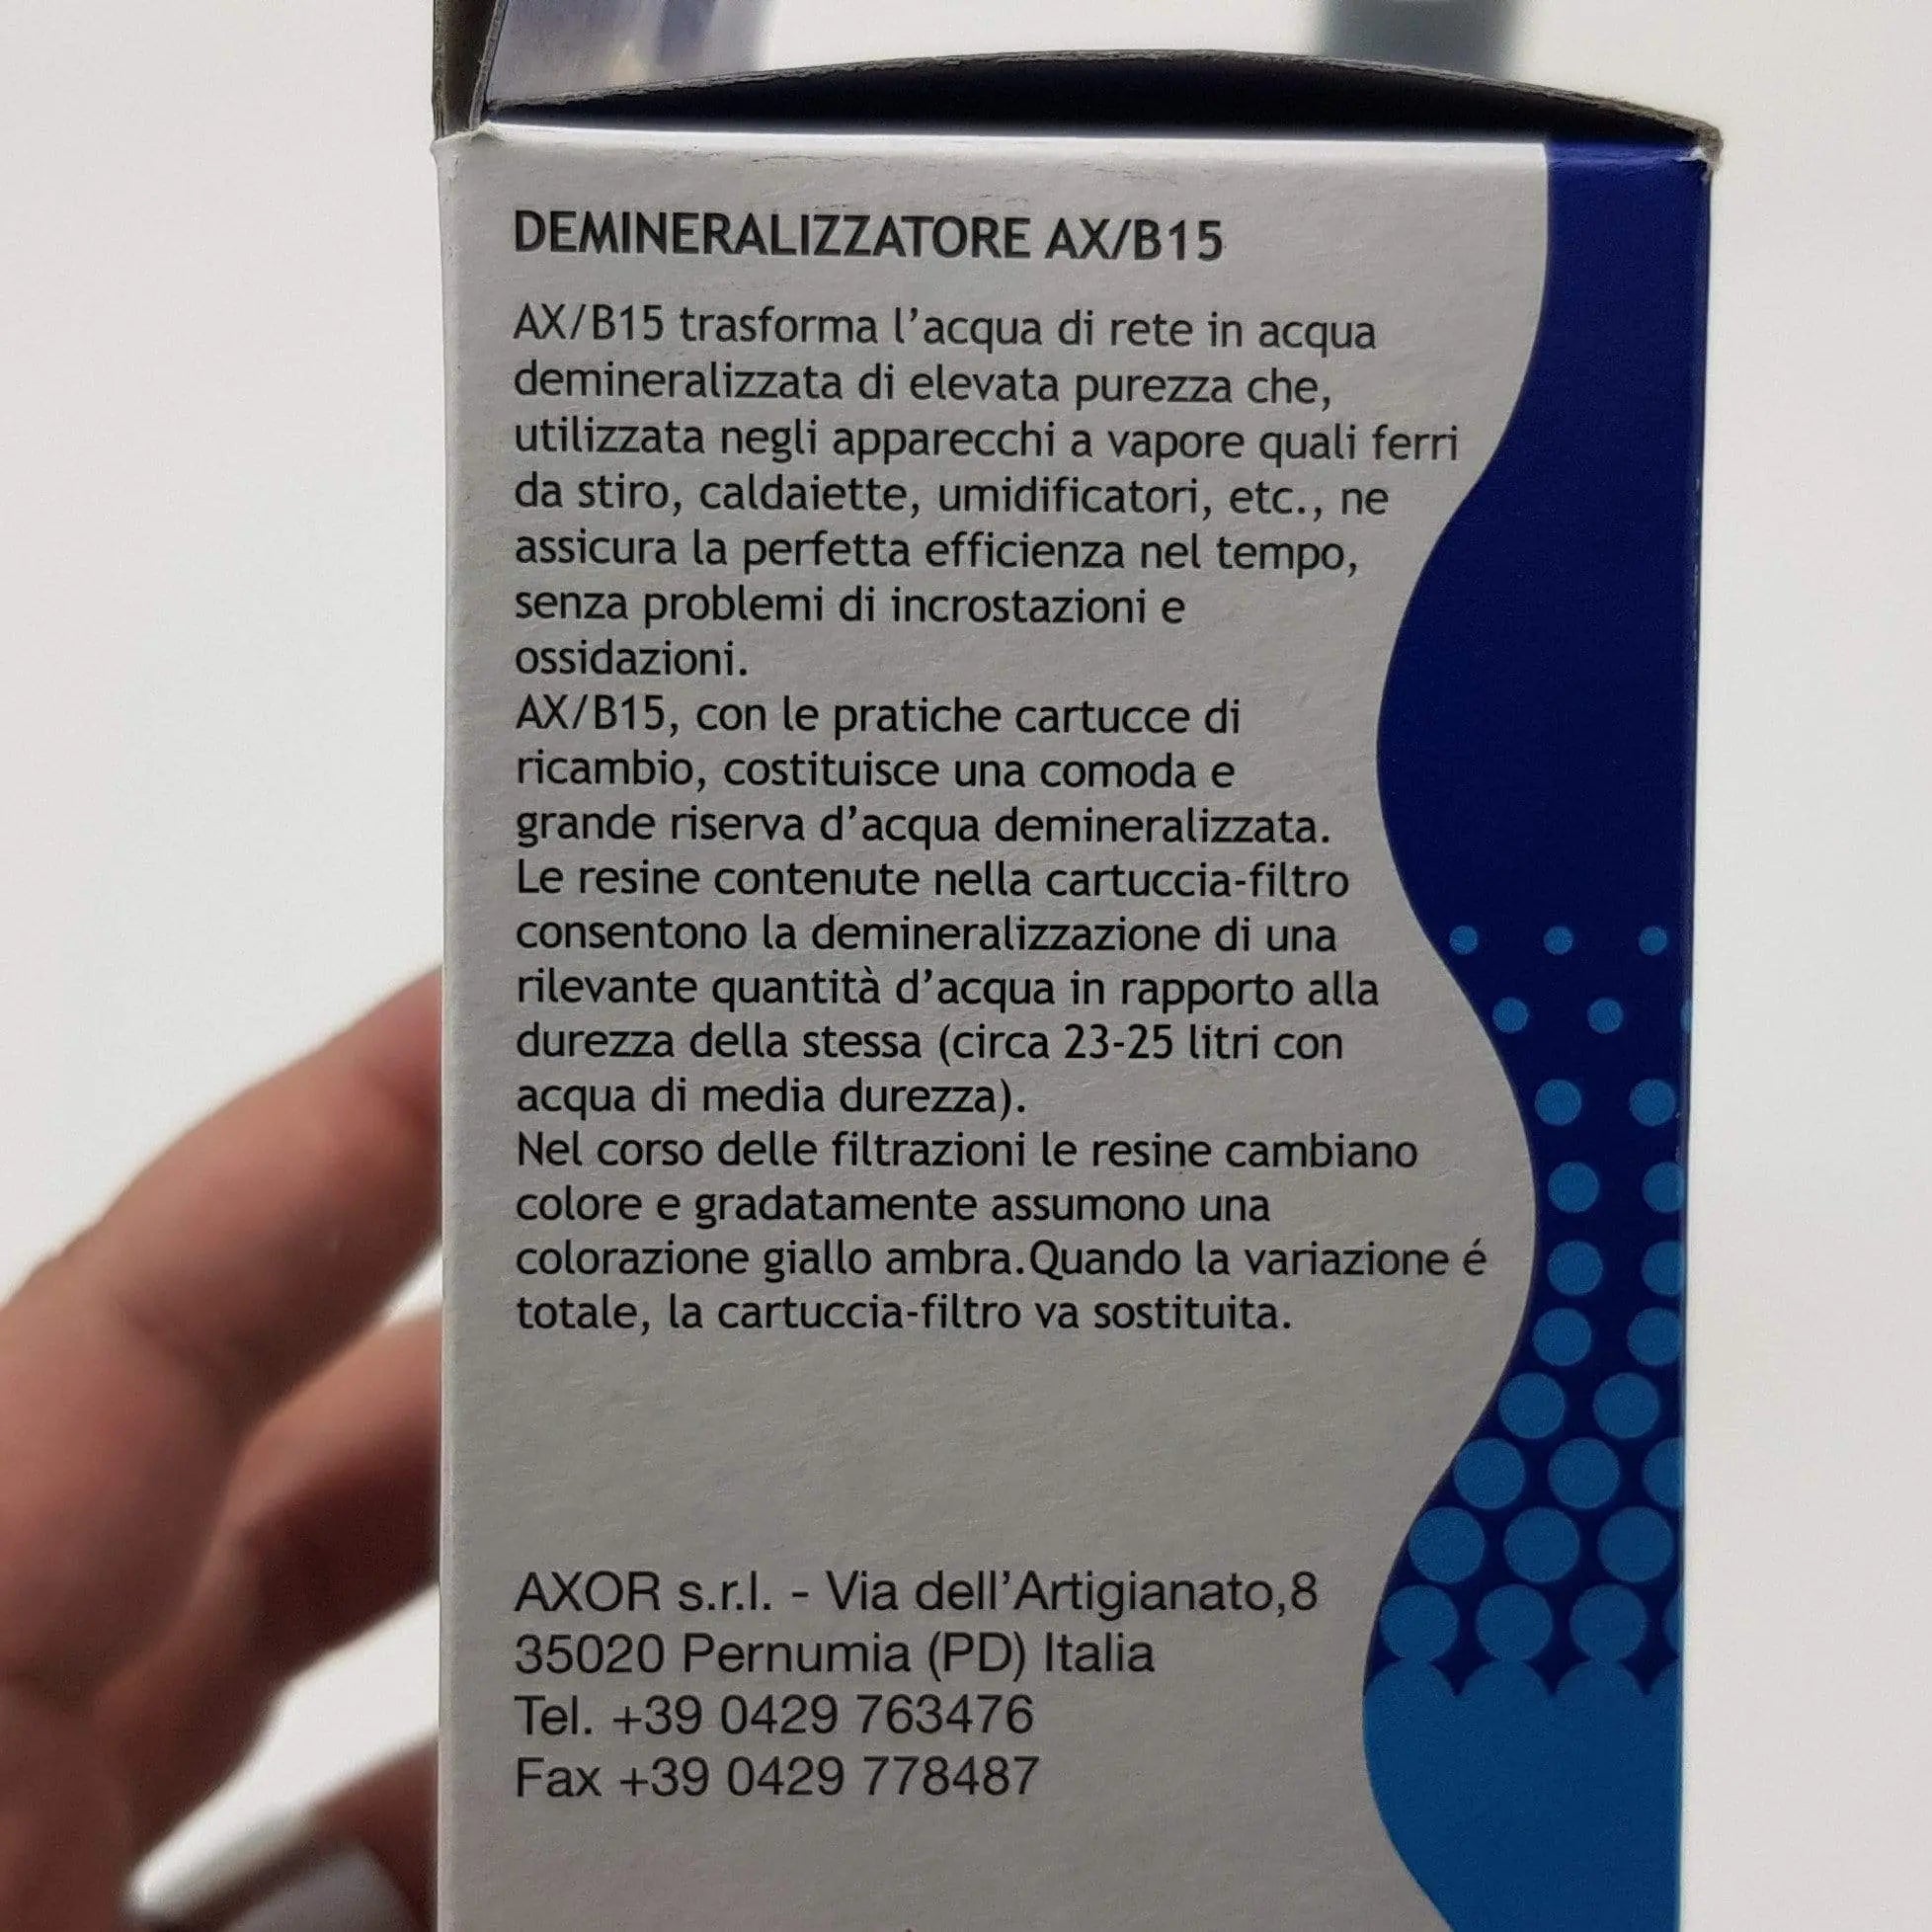 DEMINERALIZZATORE AX/B15
AX/B15 trasforma l’acqua di rete in acqua
demineralizzata di elevata purezza che,
utilizzata negli apparecchi a vapore quali ferri
da stiro, caldaiette, umidificatori, etc., ne
assicura la perfetta efficienza nel tempo,
senza problemi di incrostazioni e
ossidazioni.
AX/B15, con le pratiche cartucce di
ricambio, costituisce una comoda e
grande riserva d’acqua demineralizzata.
Le resine contenute nella cartuccia-filtro
consentono la demineralizzazione di una
rilevante quantità d’acqua in rapporto alla
durezza della stessa (circa 23-25 litri con
acqua di media durezza).
Nel corso delle filtrazioni le resine cambiano
colore e gradatamente assumono una
colorazione giallo ambra.Quando la variazione é
totale, la cartuccia-filtro va sostituita.
AXOR s.r.l. - Via dell’Artigianato,8
35020 Pernumia (PD) Italia
Tel. +39 0429 763476
Fax +39 0429 778487